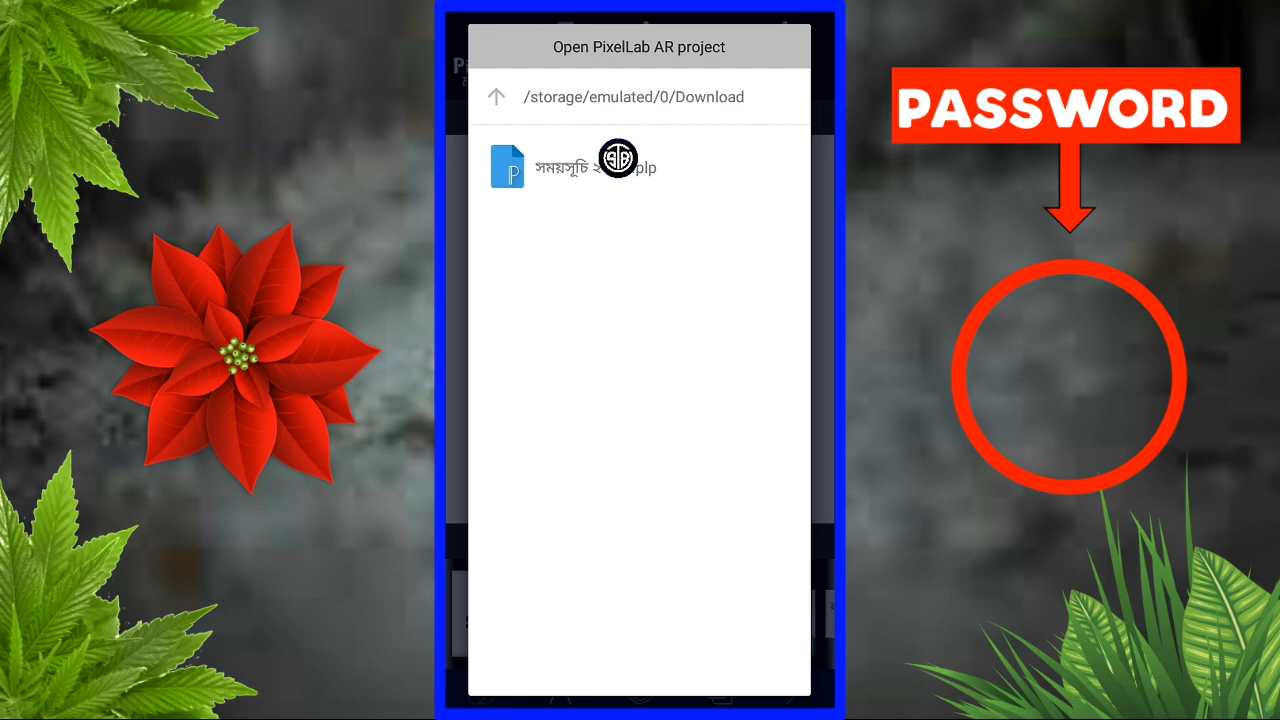 Open PixelLab AR project
/storage/emulated/0/Download
সময়সূচি plp
PASSWORD